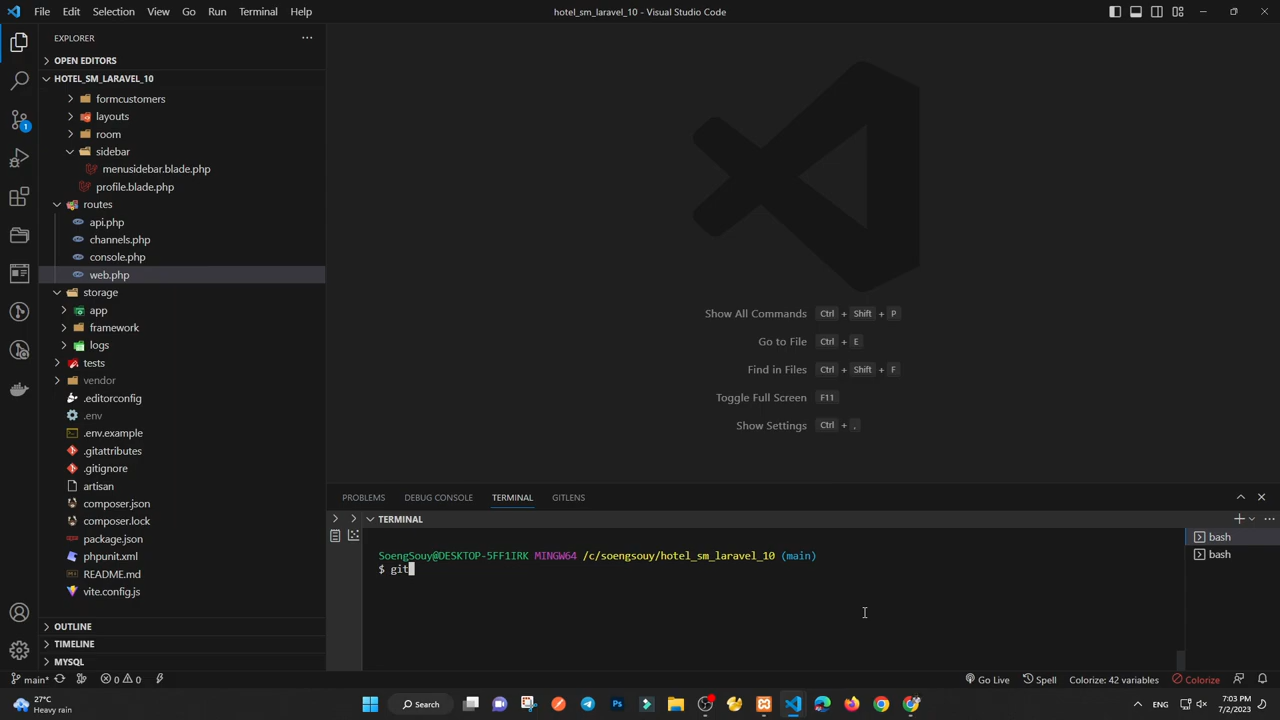 File Edit Selection View Go Run Terminal Help
hotel_sm_laravel_10 - Visual Studio Code
EXPLORER
OPEN EDITORS
HOTEL_SM_LARAVEL_10
formcustomers
layouts
room
sidebar
menusidebar.blade.php
profile.blade.php
routes
api.php
channels.php
console.php
web.php
storage
app
framework
logs
tests
vendor
.editorconfig
.env
.env.example
.gitattributes
.gitignore
artisan
composer.json
composer.lock
package.json
phpunit.xml
README.md
vite.config.js
OUTLINE
TIMELINE
MYSQL
1
Show All Commands Ctrl + Shift + P
Go to File Ctrl + E
Find in Files Ctrl + Shift + F
Toggle Full Screen F11
Show Settings Ctrl + ,
PROBLEMS DEBUG CONSOLE TERMINAL GITLENS
TERMINAL
SoengSouy@DESKTOP-5FF1IRK MINGW64 /c/soengsouy/hotel_sm_laravel_10 (main)
$ git
bash
bash
main* 0 0 Go Live Spell Colorize: 42 variables Colorize
27°C
Heavy rain
Search
Ps
ENG
7:03 PM
7/2/2023